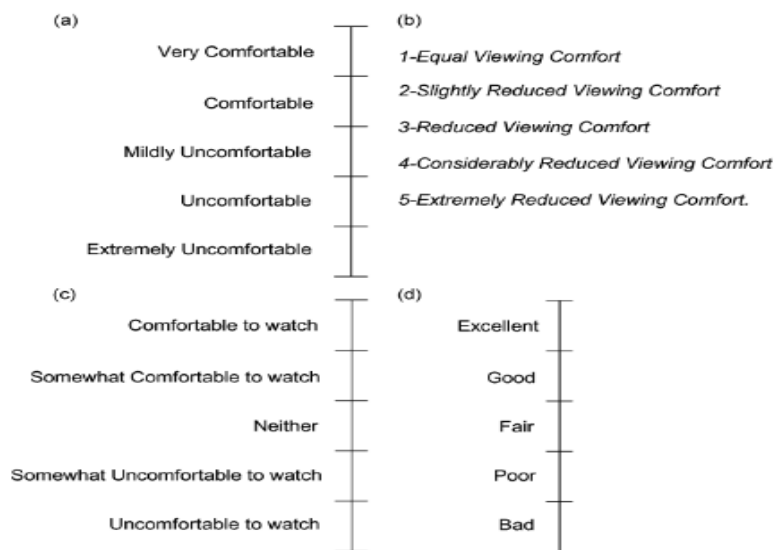 (a)
Very Comfortable
Comfortable
Mildly Uncomfortable
Uncomfortable
Extremely Uncomfortable
(b)
1-Equal Viewing Comfort
2-Slightly Reduced Viewing Comfort
3-Reduced Viewing Comfort
4-Considerably Reduced Viewing Comfort
5-Extremely Reduced Viewing Comfort.
(c)
Comfortable to watch
Somewhat Comfortable to watch
Neither
Somewhat Uncomfortable to watch
Uncomfortable to watch
(d)
Excellent
Good
Fair
Poor
Bad